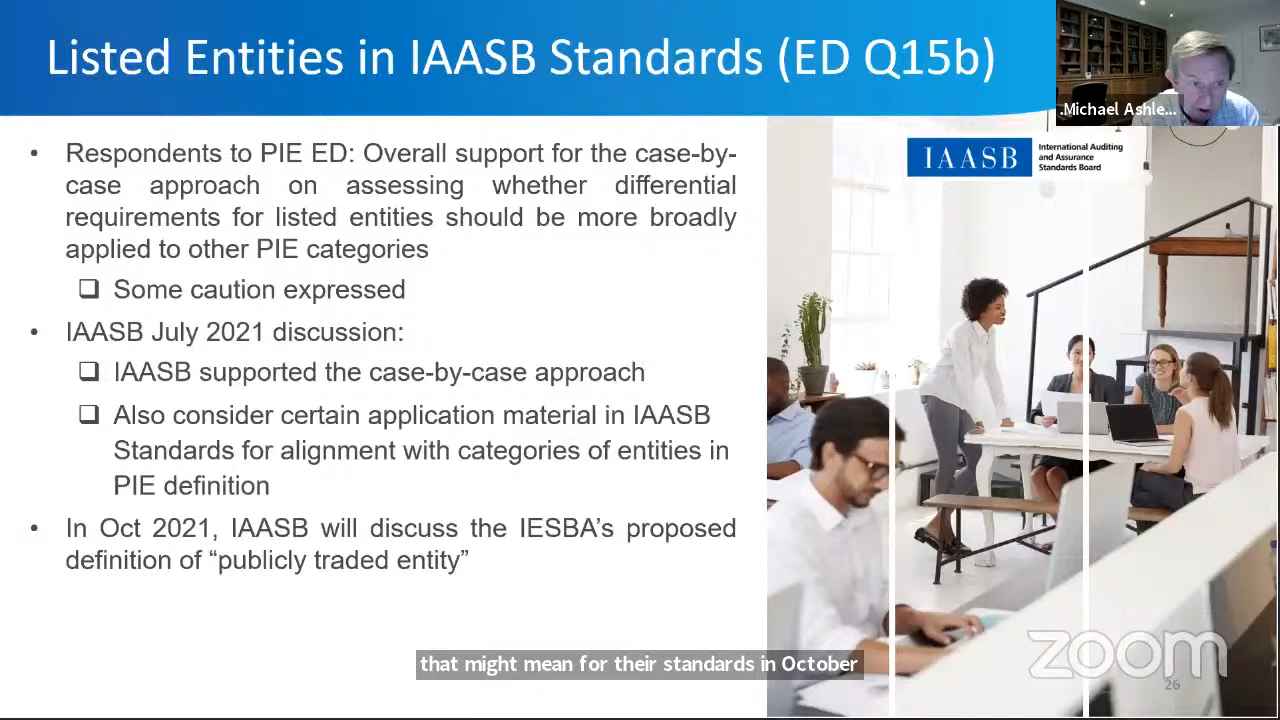 Listed Entities in IAASB Standards (ED Q15b)
.Michael Ashle...
IAASB
International Auditing
and Assurance
Standards Board
• Respondents to PIE ED: Overall support for the case-by-
case approach on assessing whether differential
requirements for listed entities should be more broadly
applied to other PIE categories
❑ Some caution expressed
• IAASB July 2021 discussion:
❑ IAASB supported the case-by-case approach
❑ Also consider certain application material in IAASB
Standards for alignment with categories of entities in
PIE definition
• In Oct 2021, IAASB will discuss the IESBA's proposed
definition of “publicly traded entity”
that might mean for their standards in October
zoom
26